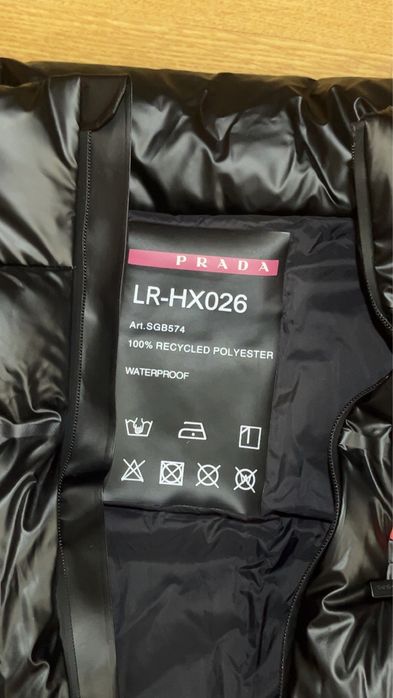 PRADA
LR-HX026
Art.SGB574
100% RECYCLED POLYESTER
WATERPROOF